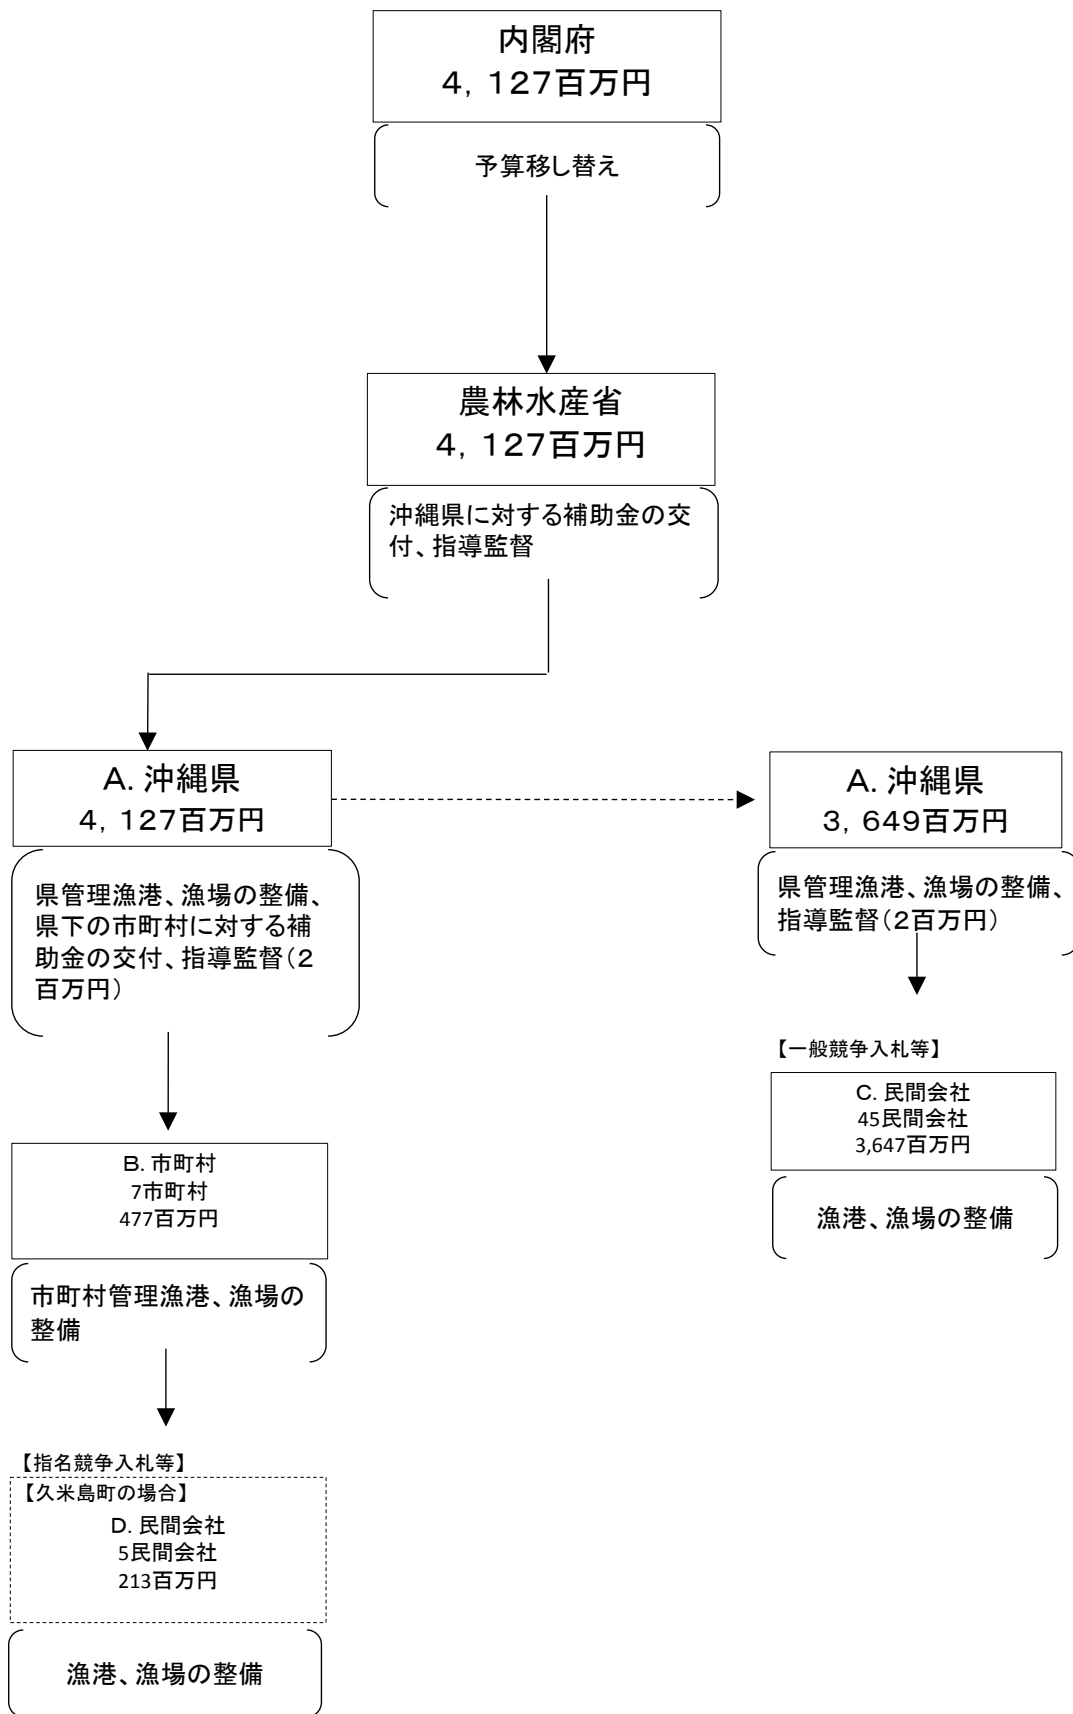 内閣府
4, 127百万円
予算移し替え
農林水産省
4, 127百万円
沖縄県に対する補助金の交
付、指導監督
A. 沖縄県
4, 127百万円
県管理漁港、漁場の整備、
県下の市町村に対する補
助金の交付、指導監督(2
百万円)
A. 沖縄県
3, 649百万円
県管理漁港、漁場の整備、
指導監督(2百万円)
【一般競争入札等】
C. 民間会社
45民間会社
3,647百万円
漁港、漁場の整備
B. 市町村
7市町村
477百万円
市町村管理漁港、漁場の
整備
【指名競争入札等】
【久米島町の場合】
D. 民間会社
5民間会社
213百万円
漁港、漁場の整備